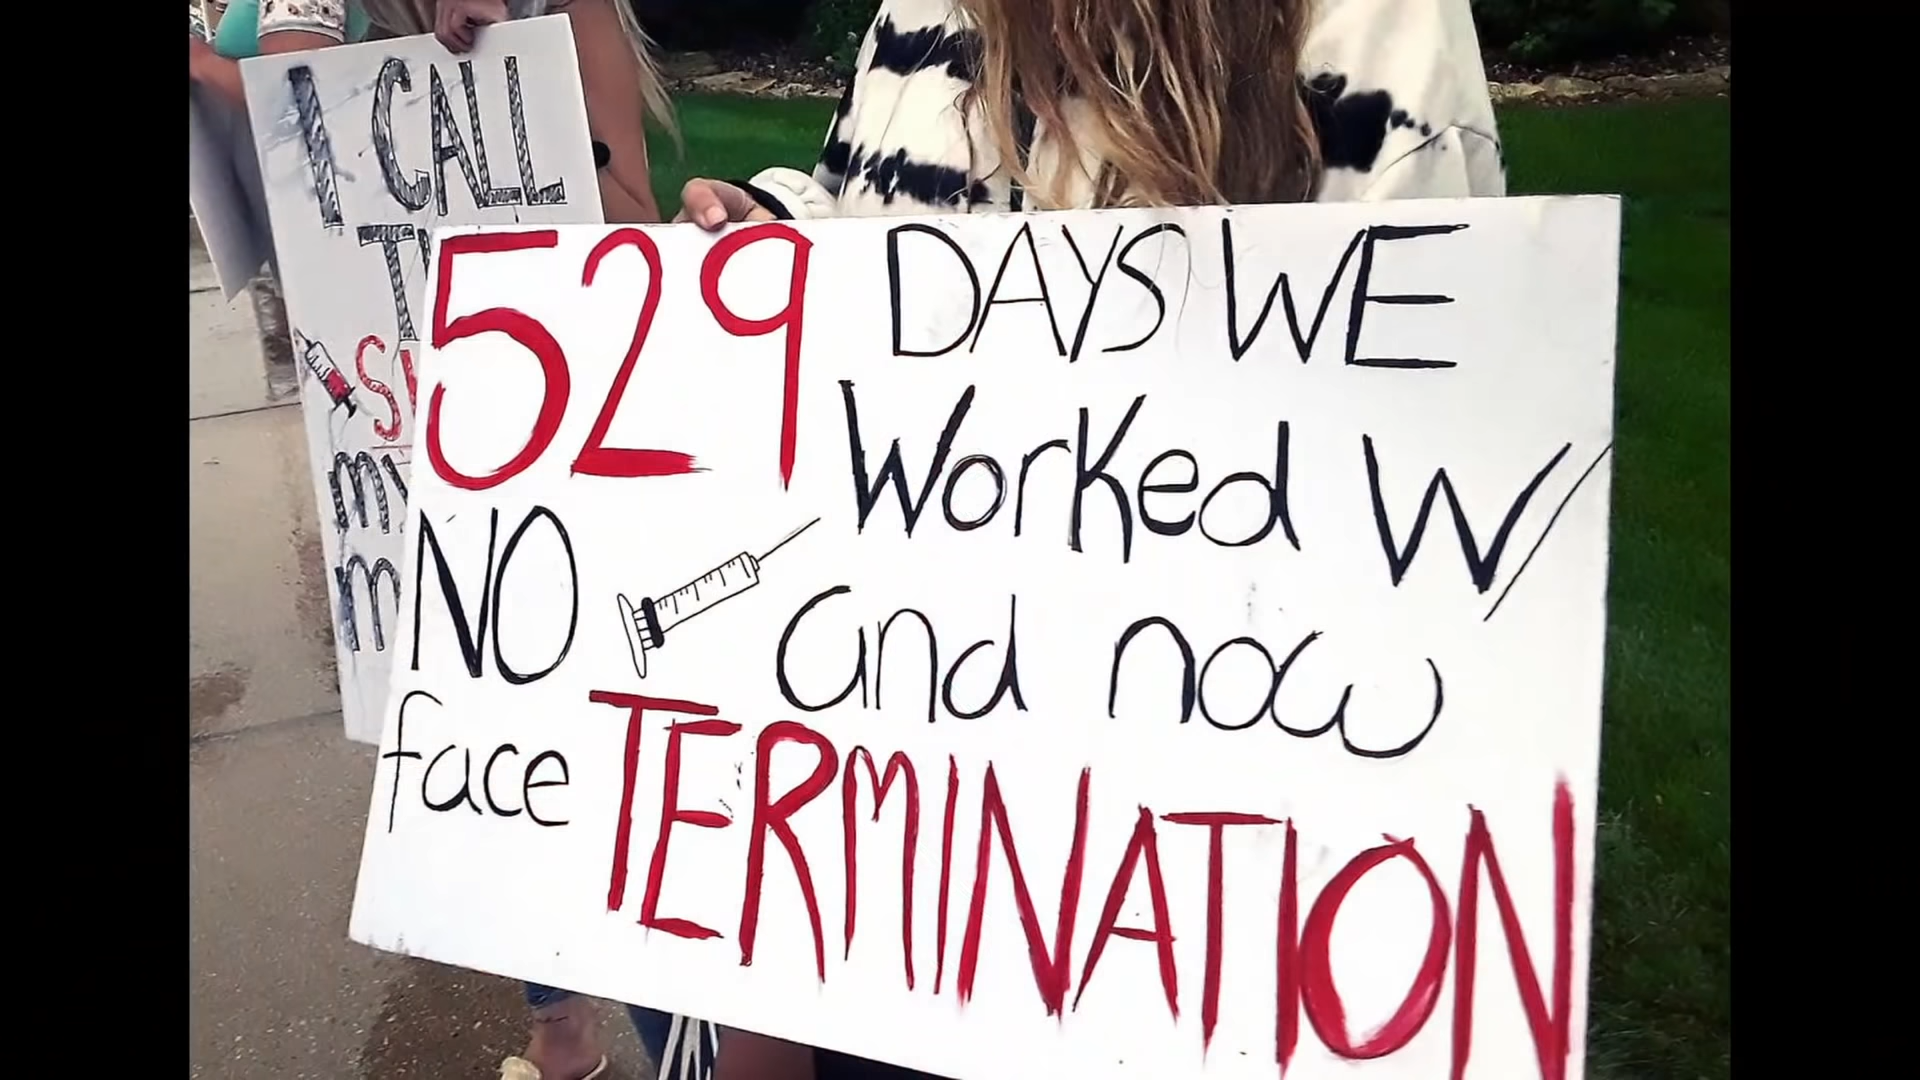 I CALL
529 DAYS WE
Worked W/
NO and now
face TERMINATION